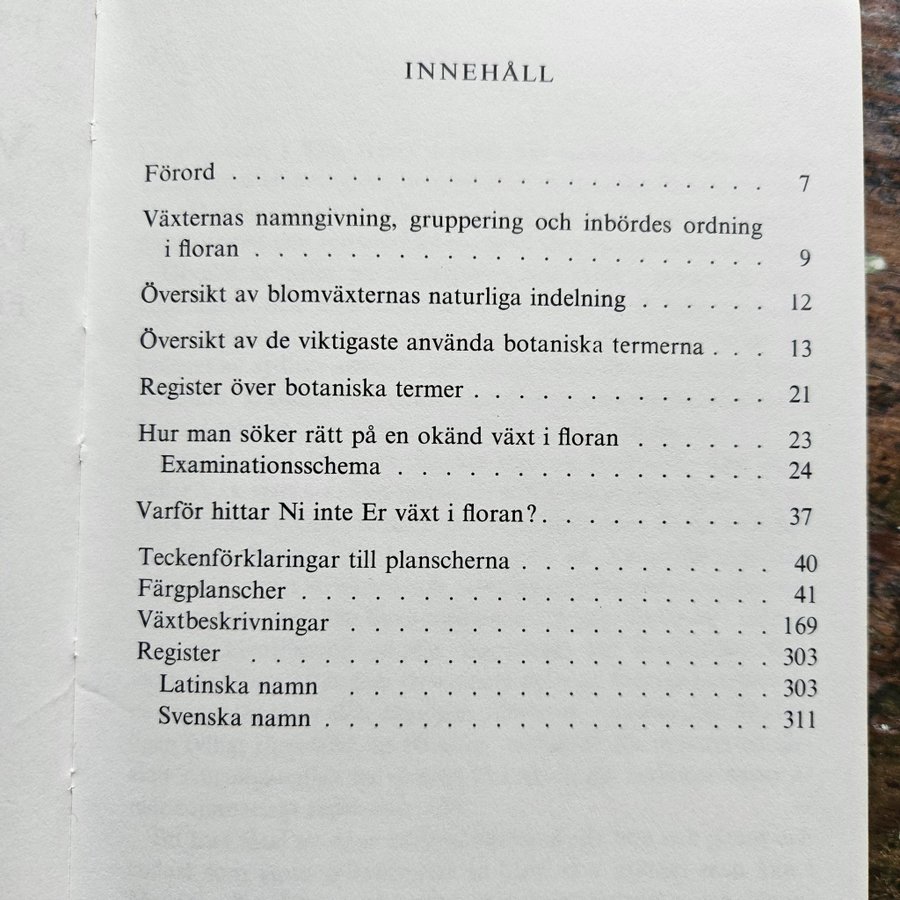 INNEHÅLL
Förord . . . . . . . . . . . . . . . . . . . . . . 7
Växternas namngivning, gruppering och inbördes ordning
i floran . . . . . . . . . . . . . . . . . . . . . 9
Översikt av blomväxternas naturliga indelning . . . . . . 12
Översikt av de viktigaste använda botaniska termerna . . . 13
Register över botaniska termer . . . . . . . . . . . . . 21
Hur man söker rätt på en okänd växt i floran . . . . . . 23
Examinationsschema . . . . . . . . . . . . . . . 24
Varför hittar Ni inte Er växt i floran? . . . . . . . . . . 37
Teckenförklaringar till planscherna . . . . . . . . . . . 40
Färgplanscher . . . . . . . . . . . . . . . . . . . 41
Växtbeskrivningar . . . . . . . . . . . . . . . . . 169
Register . . . . . . . . . . . . . . . . . . . . . 303
Latinska namn . . . . . . . . . . . . . . . . . 303
Svenska namn . . . . . . . . . . . . . . . . . . 311